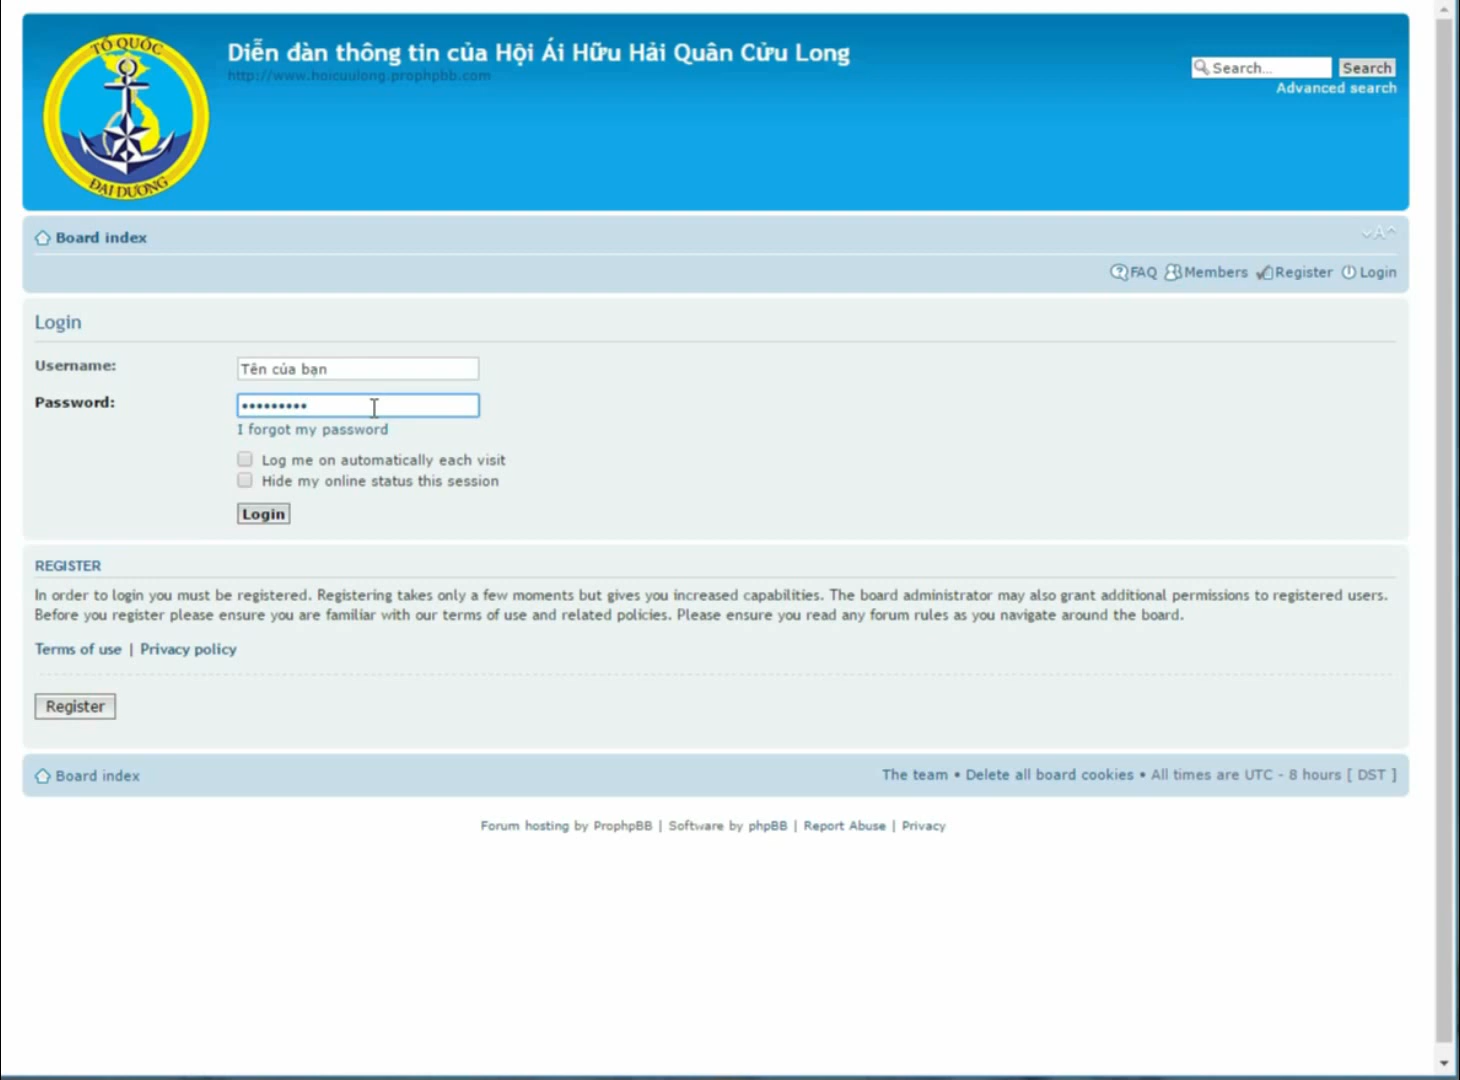 TỔ QUỐC
ĐẠI DƯƠNG
Diễn đàn thông tin của Hội Ái Hữu Hải Quân Cửu Long
http://www.haicuulong.prophpbb.com
Search...
Search
Advanced search
Board index
A
FAQ Members Register Login
Login
Username: Tên của bạn
Password: •••••••••
I forgot my password
Log me on automatically each visit
Hide my online status this session
Login
REGISTER
In order to login you must be registered. Registering takes only a few moments but gives you increased capabilities. The board administrator may also grant additional permissions to registered users.
Before you register please ensure you are familiar with our terms of use and related policies. Please ensure you read any forum rules as you navigate around the board.
Terms of use | Privacy policy
Register
Board index
The team • Delete all board cookies • All times are UTC - 8 hours [ DST ]
Forum hosting by ProphpBB | Software by phpBB | Report Abuse | Privacy